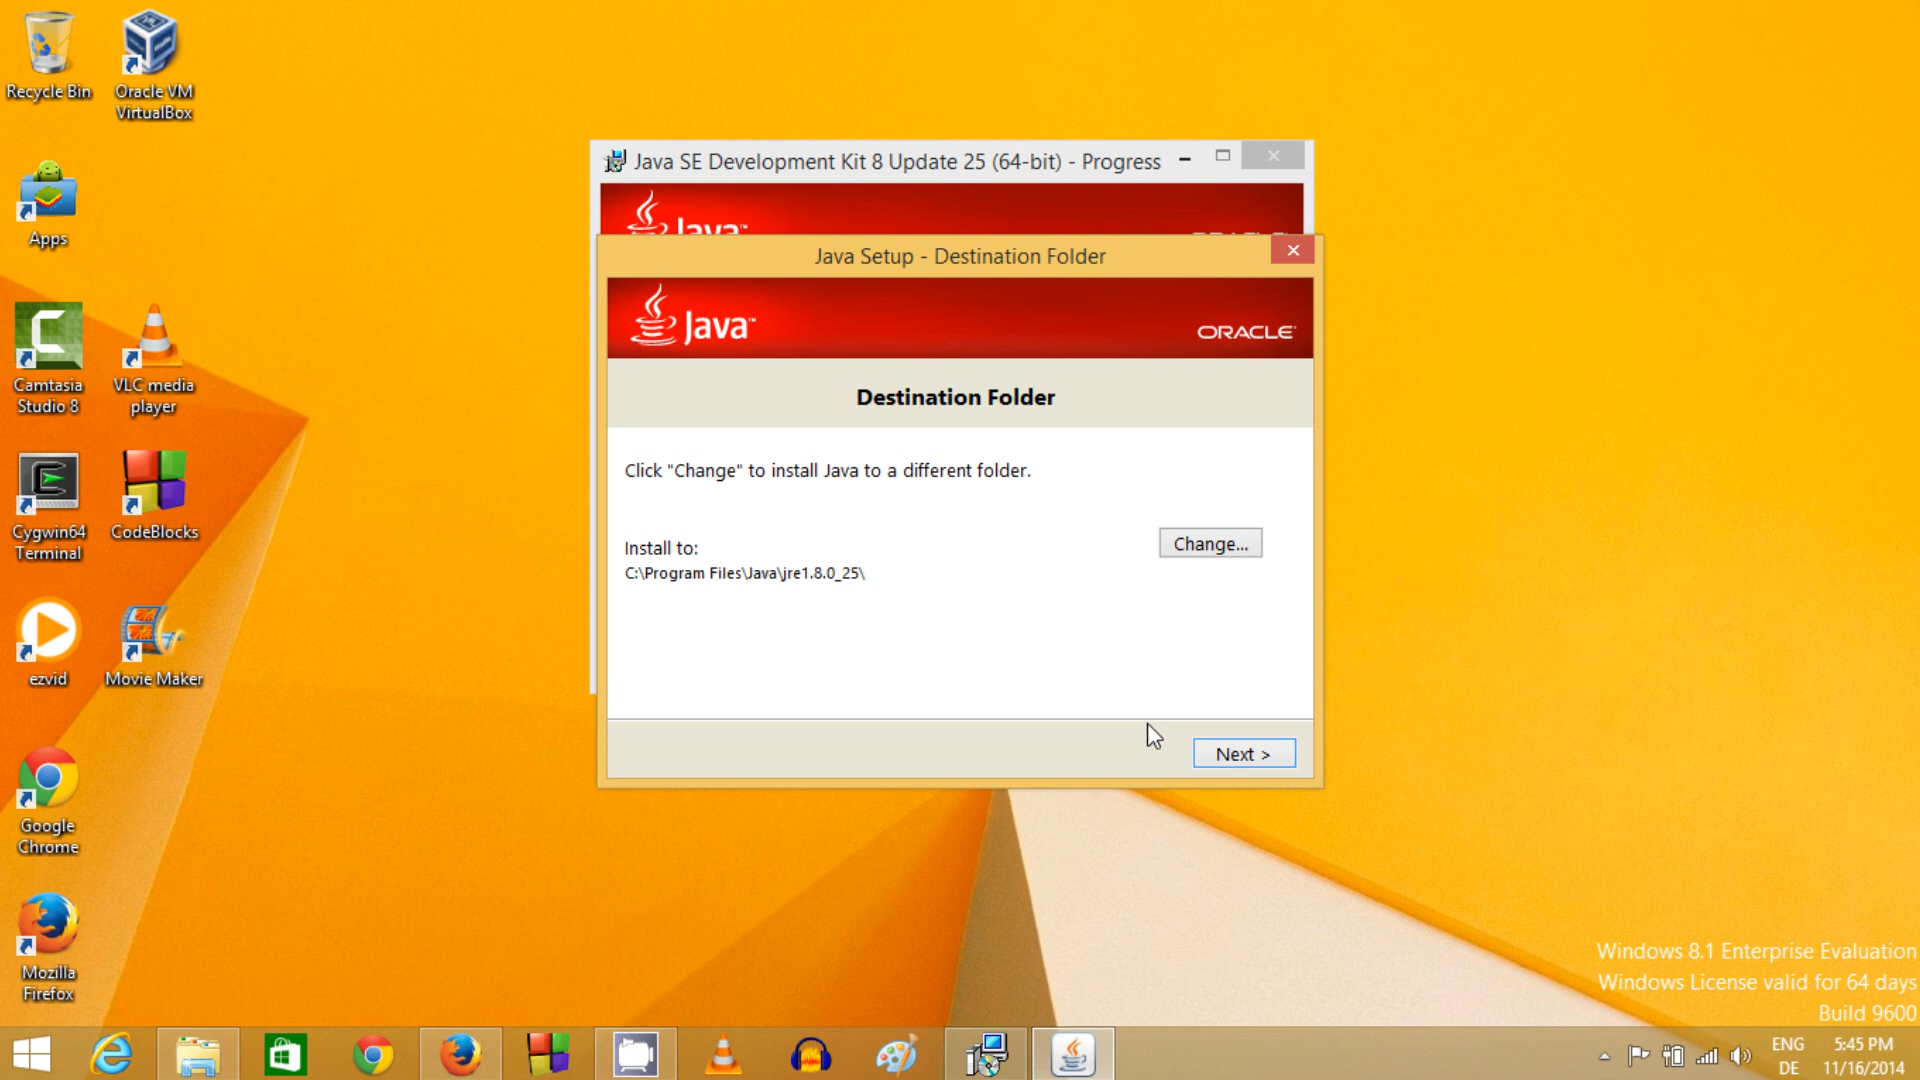 Recycle Bin
Oracle VM
VirtualBox
Apps
Camtasia
Studio 8
VLC media
player
Cygwin64
Terminal
CodeBlocks
ezvid
Movie Maker
Google
Chrome
Mozilla
Firefox
Java SE Development Kit 8 Update 25 (64-bit) - Progress
Java™
ORACLE
Java Setup - Destination Folder
Java™
ORACLE
Destination Folder
Click "Change" to install Java to a different folder.
Change...
Install to:
C:\Program Files\Java\jre1.8.0_25\
Next >
Windows 8.1 Enterprise Evaluation
Windows License valid for 64 days
Build 9600
ENG
DE
5:45 PM
11/16/2014